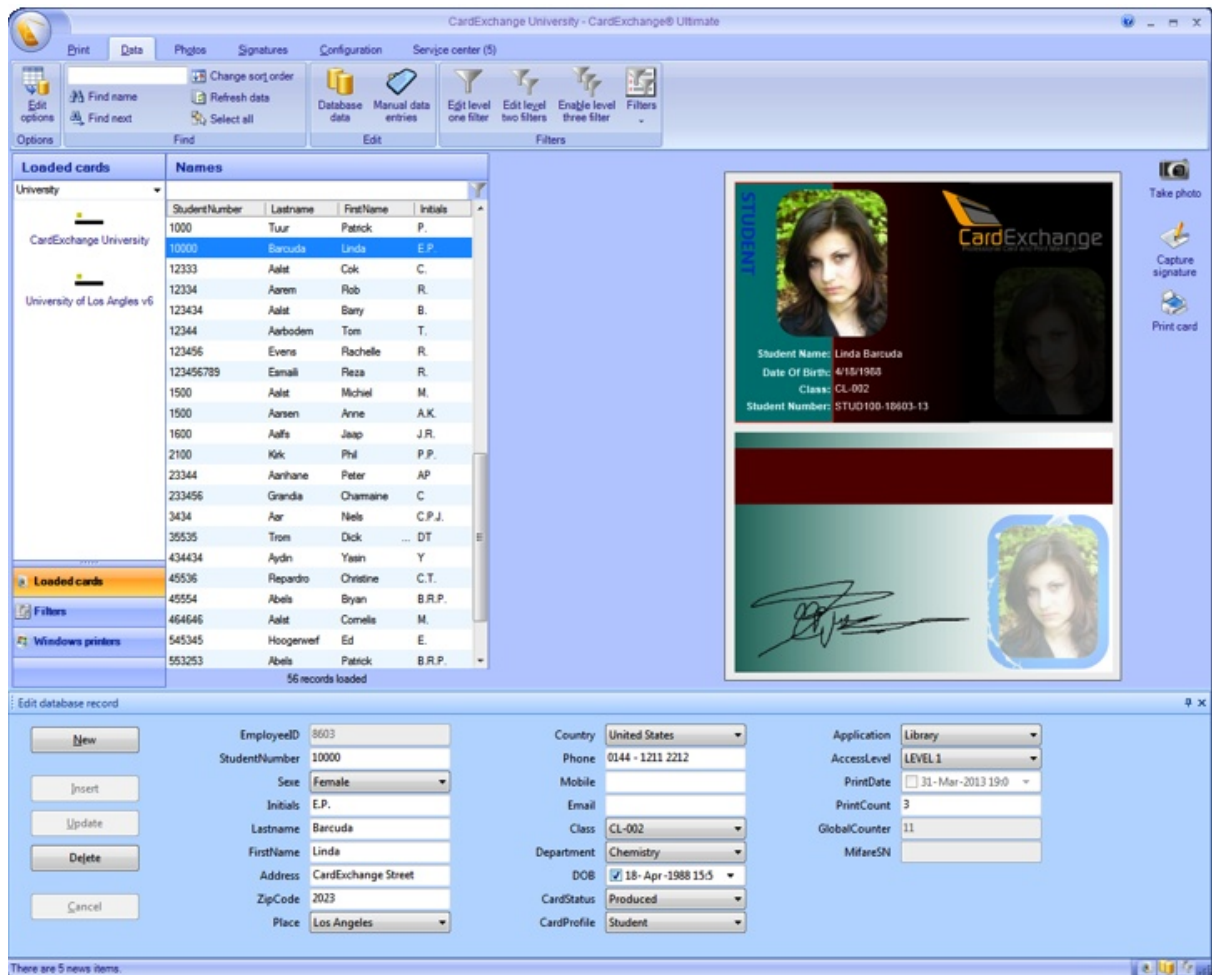 CardExchange University - CardExchange® Ultimate
Print Data Photos Signatures Configuration Service center (5)
Edit options
Find name
Find next
Change sort order
Refresh data
Select all
Database data
Manual data entries
Edit level one filter
Edit level two filters
Enable level three filter
Filters
Options Find Edit Filters
Loaded cards
University
CardExchange University
University of Los Angles v6
Loaded cards
Filters
Windows printers
Names
StudentNumber Lastname FirstName Initials
1000 Tuur Patrick P.
10000 Barcuda Linda E.P.
12333 Aalst Cok C.
12334 Aarem Rob R.
123434 Aalst Barry B.
12344 Aarbodem Tom T.
123456 Evens Rachelle R.
123456789 Esmaili Reza R.
1500 Aalst Michiel M.
1500 Aarsen Anne A.K.
1600 Aalfs Jaap J.R.
2100 Kirk Phil P.P.
23344 Aanhane Peter AP
233456 Grandia Charmaine C
3434 Aar Niels C.P.J.
35535 Trom Dick ... DT
434434 Aydin Yasin Y
45536 Repardro Christine C.T.
45554 Abels Bryan B.R.P.
464646 Aalst Cornelis M.
545345 Hoogerwerf Ed E.
553253 Abels Patrick B.R.P.
56 records loaded
STUDENT
CardExchange
Professional Card and Print Manager
Student Name: Linda Barcuda
Date Of Birth: 4/18/1988
Class: CL-002
Student Number: STUD100-18603-13
Take photo
Capture signature
Print card
Edit database record
New
Insert
Update
Delete
Cancel
EmployeeID 8603
StudentNumber 10000
Sexe Female
Initials E.P.
Lastname Barcuda
FirstName Linda
Address CardExchange Street
ZipCode 2023
Place Los Angeles
Country United States
Phone 0144 - 1211 2212
Mobile
Email
Class CL-002
Department Chemistry
DOB 18- Apr -1988 15:5
CardStatus Produced
CardProfile Student
Application Library
AccessLevel LEVEL 1
PrintDate 31- Mar-2013 19:0
PrintCount 3
GlobalCounter 11
MifareSN
There are 5 news items.